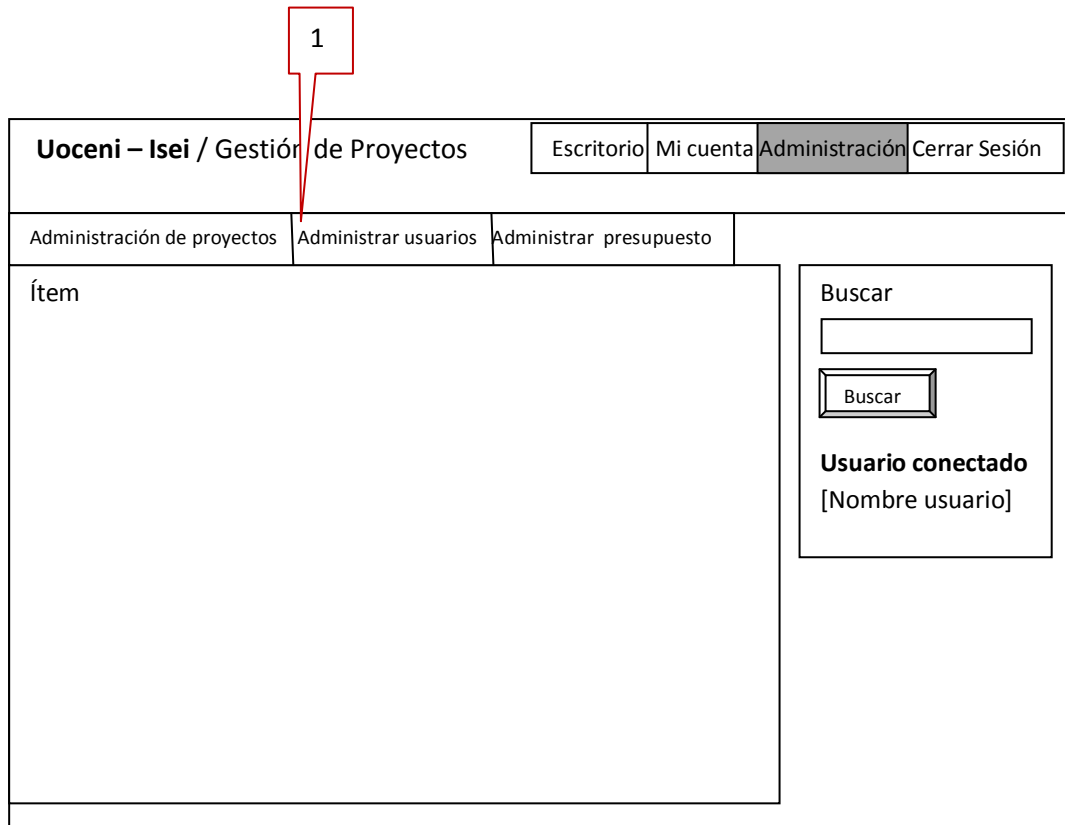 1
Uoceni – Isei / Gestión de Proyectos
Escritorio Mi cuenta Administración Cerrar Sesión
Administración de proyectos Administrar usuarios Administrar presupuesto
Ítem
Buscar
Buscar
Usuario conectado
[Nombre usuario]